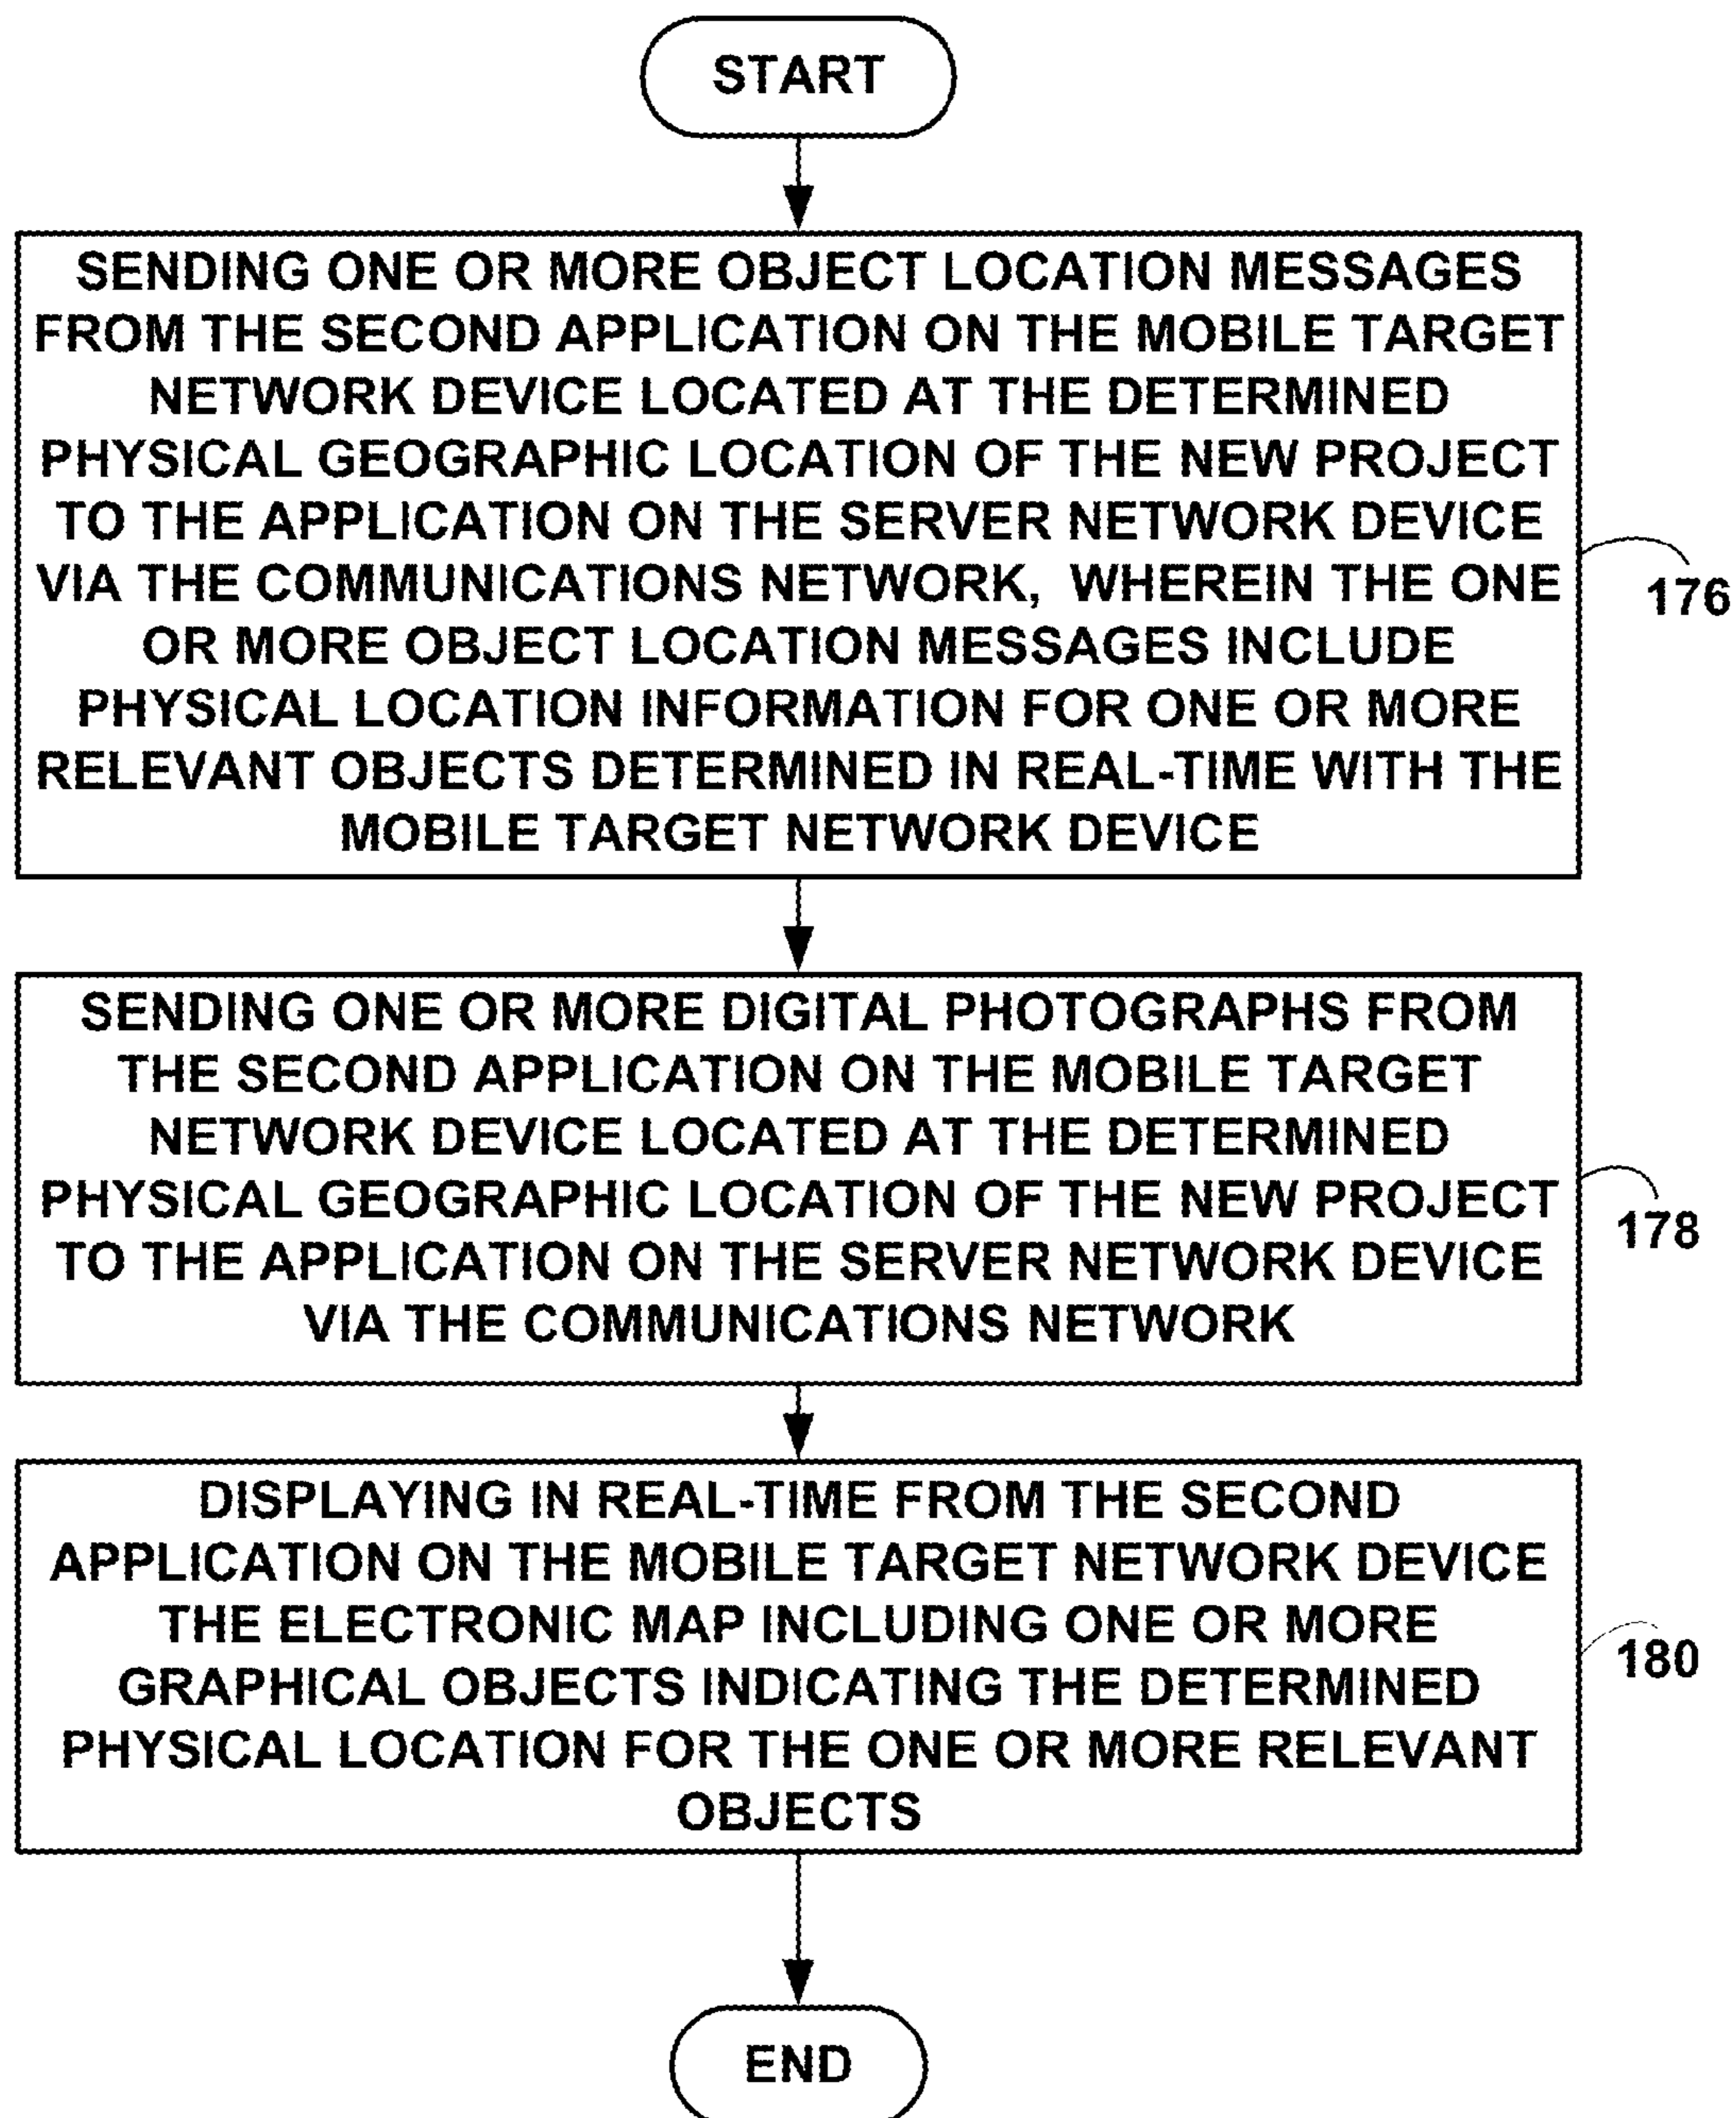 START
SENDING ONE OR MORE OBJECT LOCATION MESSAGES
FROM THE SECOND APPLICATION ON THE MOBILE TARGET
NETWORK DEVICE LOCATED AT THE DETERMINED
PHYSICAL GEOGRAPHIC LOCATION OF THE NEW PROJECT
TO THE APPLICATION ON THE SERVER NETWORK DEVICE
VIA THE COMMUNICATIONS NETWORK, WHEREIN THE ONE
OR MORE OBJECT LOCATION MESSAGES INCLUDE
PHYSICAL LOCATION INFORMATION FOR ONE OR MORE
RELEVANT OBJECTS DETERMINED IN REAL-TIME WITH THE
MOBILE TARGET NETWORK DEVICE
176
SENDING ONE OR MORE DIGITAL PHOTOGRAPHS FROM
THE SECOND APPLICATION ON THE MOBILE TARGET
NETWORK DEVICE LOCATED AT THE DETERMINED
PHYSICAL GEOGRAPHIC LOCATION OF THE NEW PROJECT
TO THE APPLICATION ON THE SERVER NETWORK DEVICE
VIA THE COMMUNICATIONS NETWORK
178
DISPLAYING IN REAL-TIME FROM THE SECOND
APPLICATION ON THE MOBILE TARGET NETWORK DEVICE
THE ELECTRONIC MAP INCLUDING ONE OR MORE
GRAPHICAL OBJECTS INDICATING THE DETERMINED
PHYSICAL LOCATION FOR THE ONE OR MORE RELEVANT
OBJECTS
180
END